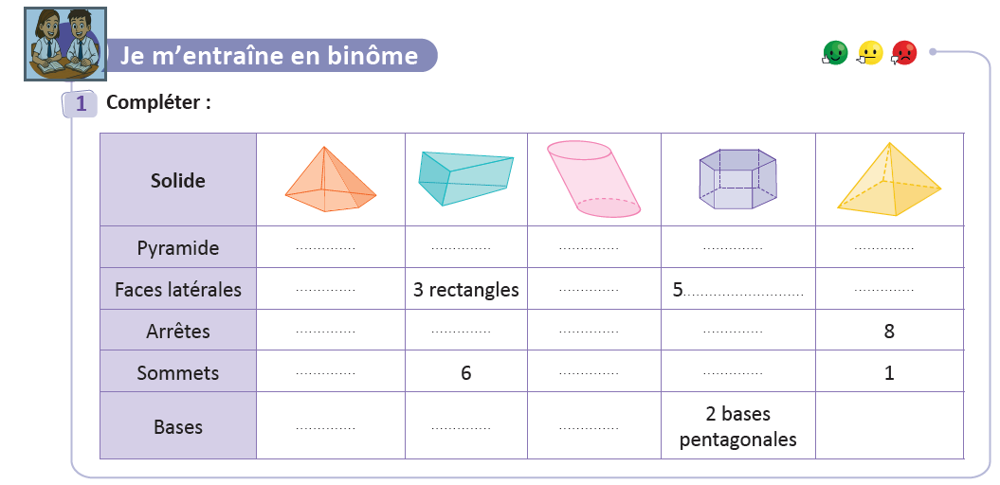 Je m’entraîne en binôme
1 Compléter :
Solide
Pyramide .............. .............. .............. .............. ..............
Faces latérales .............. 3 rectangles .............. 5............................ ..............
Arrêtes .............. .............. .............. .............. 8
Sommets .............. 6 .............. .............. 1
Bases .............. .............. .............. 2 bases
pentagonales